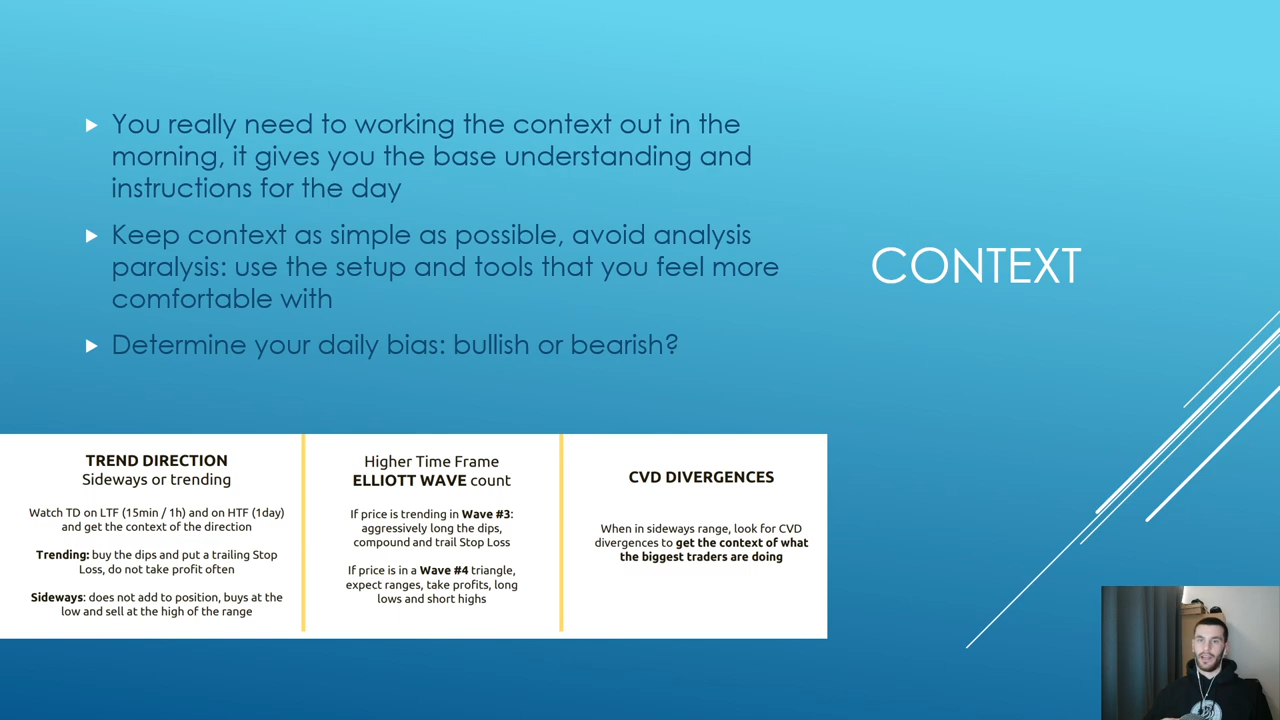 You really need to working the context out in the
morning, it gives you the base understanding and
instructions for the day
Keep context as simple as possible, avoid analysis
paralysis: use the setup and tools that you feel more
comfortable with
Determine your daily bias: bullish or bearish?
CONTEXT
TREND DIRECTION
Sideways or trending
Watch TD on LTF (15min / 1h) and on HTF (1day)
and get the context of the direction
Trending: buy the dips and put a trailing Stop
Loss, do not take profit often
Sideways: does not add to position, buys at the
low and sell at the high of the range
Higher Time Frame
ELLIOTT WAVE count
If price is trending in Wave #3:
aggressively long the dips,
compound and trail Stop Loss
If price is in a Wave #4 triangle,
expect ranges, take profits, long
lows and short highs
CVD DIVERGENCES
When in sideways range, look for CVD
divergences to get the context of what
the biggest traders are doing